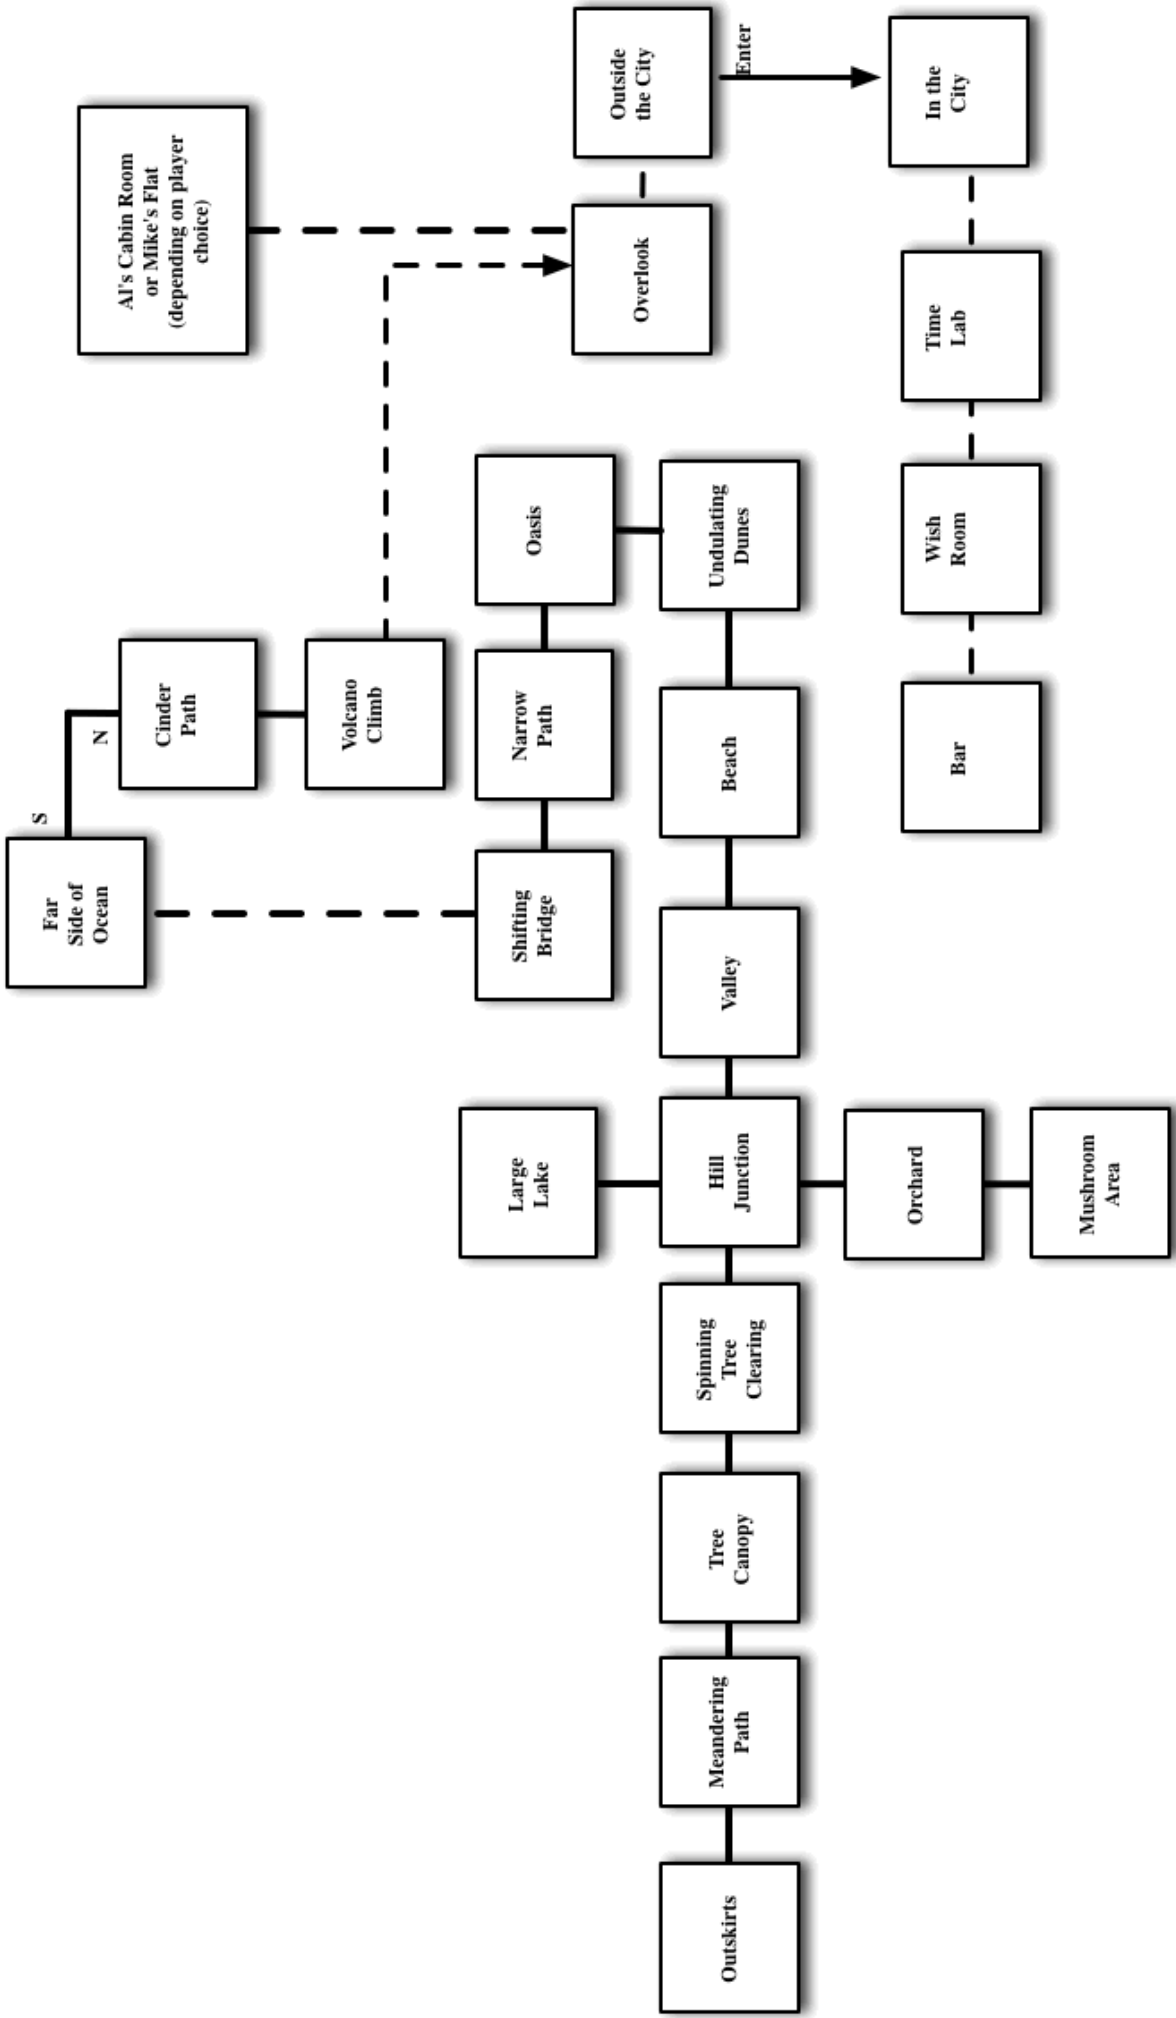 Far
Side of
Ocean
S
N
Cinder
Path
Al's Cabin Room
or Mike's Flat
(depending on player
choice)
Volcano
Climb
Large
Lake
Shifting
Bridge
Narrow
Path
Oasis
Overlook
Outside
the City
Enter
Outskirts
Meandering
Path
Tree
Canopy
Spinning
Tree
Clearing
Hill
Junction
Valley
Beach
Undulating
Dunes
Orchard
Mushroom
Area
Bar
Wish
Room
Time
Lab
In the
City